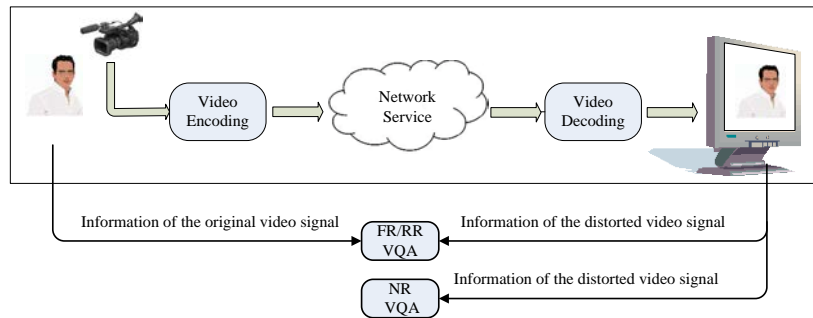 Video
Encoding
Network
Service
Video
Decoding
Information of the original video signal
FR/RR
VQA
Information of the distorted video signal
NR
VQA
Information of the distorted video signal